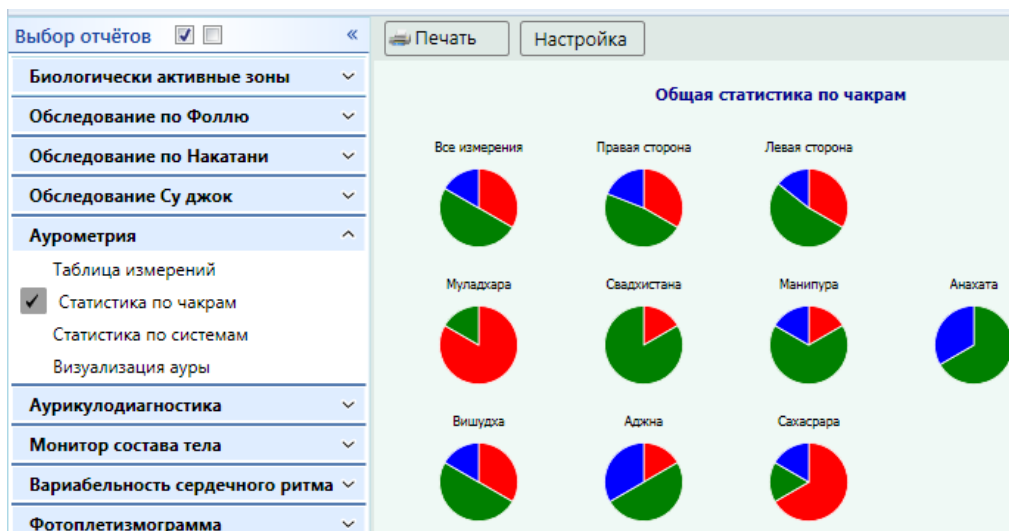 Выбор отчётов
Биологически активные зоны
Обследование по Фоллю
Обследование по Накатани
Обследование Су джок
Аурометрия
Таблица измерений
Статистика по чакрам
Статистика по системам
Визуализация ауры
Аурикулодиагностика
Монитор состава тела
Вариабельность сердечного ритма
Фотоплетизмограмма
Печать Настройка
Общая статистика по чакрам
Все измерения Правая сторона Левая сторона
Муладхара Свадхистана Манипура Анахата
Вишудха Аджна Сахасрара